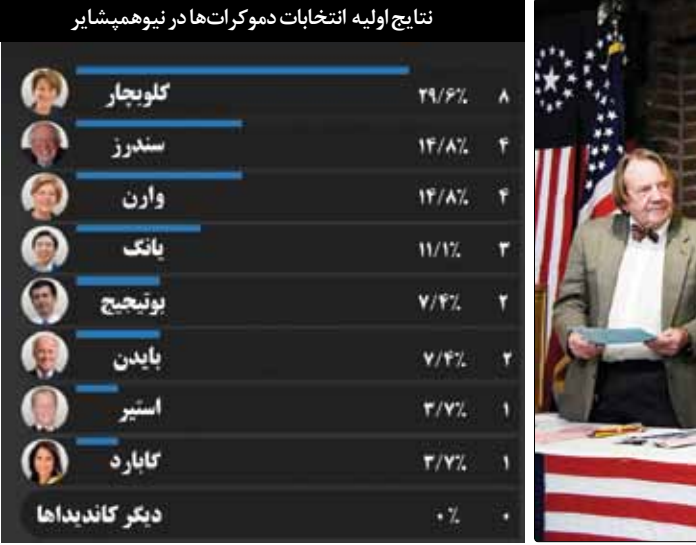 نتایج اولیه انتخابات دموکرات‌ها در نیوهمپشایر
کلوبچار ۲۹/۶٪ ۸
سندرز ۱۴/۸٪ ۴
وارن ۱۴/۸٪ ۴
یانگ ۱۱/۱٪ ۳
بوتیجیج ۷/۴٪ ۲
بایدن ۷/۴٪ ۲
استیر ۳/۷٪ ۱
گابارد ۳/۷٪ ۱
دیگر کاندیداها ۰٪ ۰